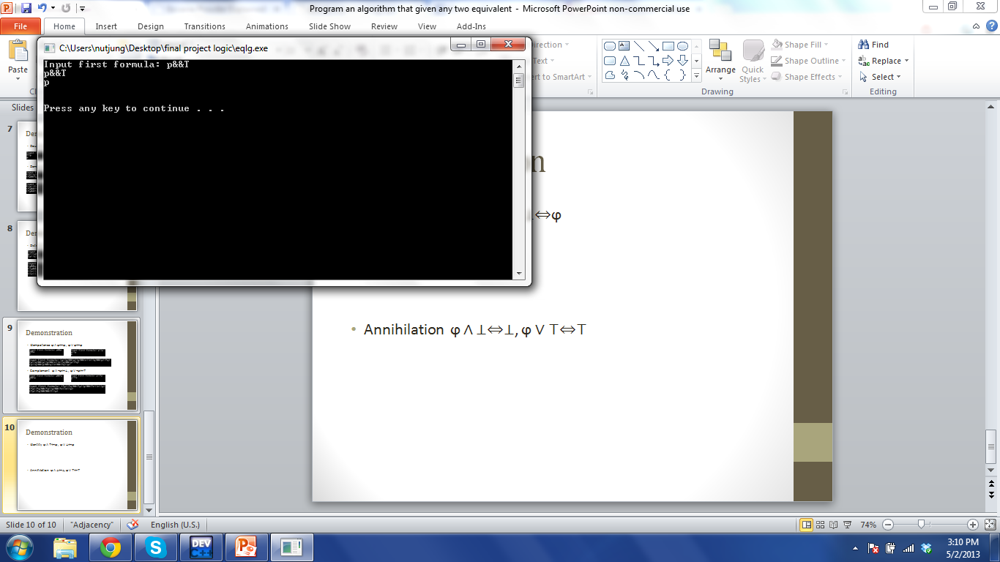 Program an algorithm that given any two equivalent - Microsoft PowerPoint non-commercial use
File Home Insert Design Transitions Animations Slide Show Review View Add-Ins
C:\Users\nutjung\Desktop\final project logic\eqlg.exe
Input first formula: p&&T
p&&T
p
Press any key to continue . . .
Paste
irection
Text
ert to SmartArt
Arrange
Quick
Styles
Shape Fill
Shape Outline
Shape Effects
Drawing
Find
Replace
Select
Editing
Slides
7
8
9
Demonstration
10
Demonstration
n
⇔φ
• Annihilation φ ∧ ⊥⇔⊥, φ ∨ ⊤⇔⊤
Slide 10 of 10
"Adjacency"
English (U.S.)
74%
DEV
C++
3:10 PM
5/2/2013